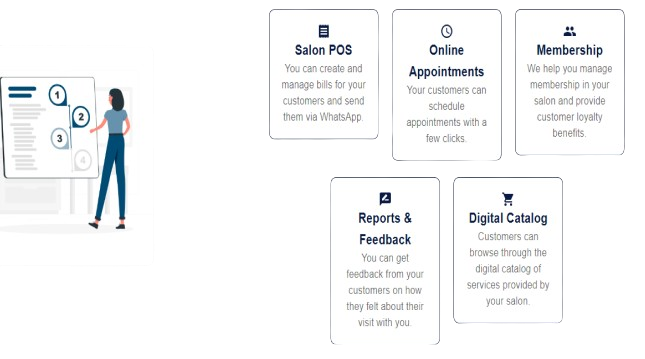 1
2
3
4
Salon POS
You can create and
manage bills for your
customers and send
them via WhatsApp.
Online
Appointments
Your customers can
schedule
appointments with a
few clicks.
Membership
We help you manage
membership in your
salon and provide
customer loyalty
benefits.
Reports &
Feedback
You can get
feedback from your
customers on how
they felt about their
visit with you.
Digital Catalog
Customers can
browse through the
digital catalog of
services provided by
your salon.